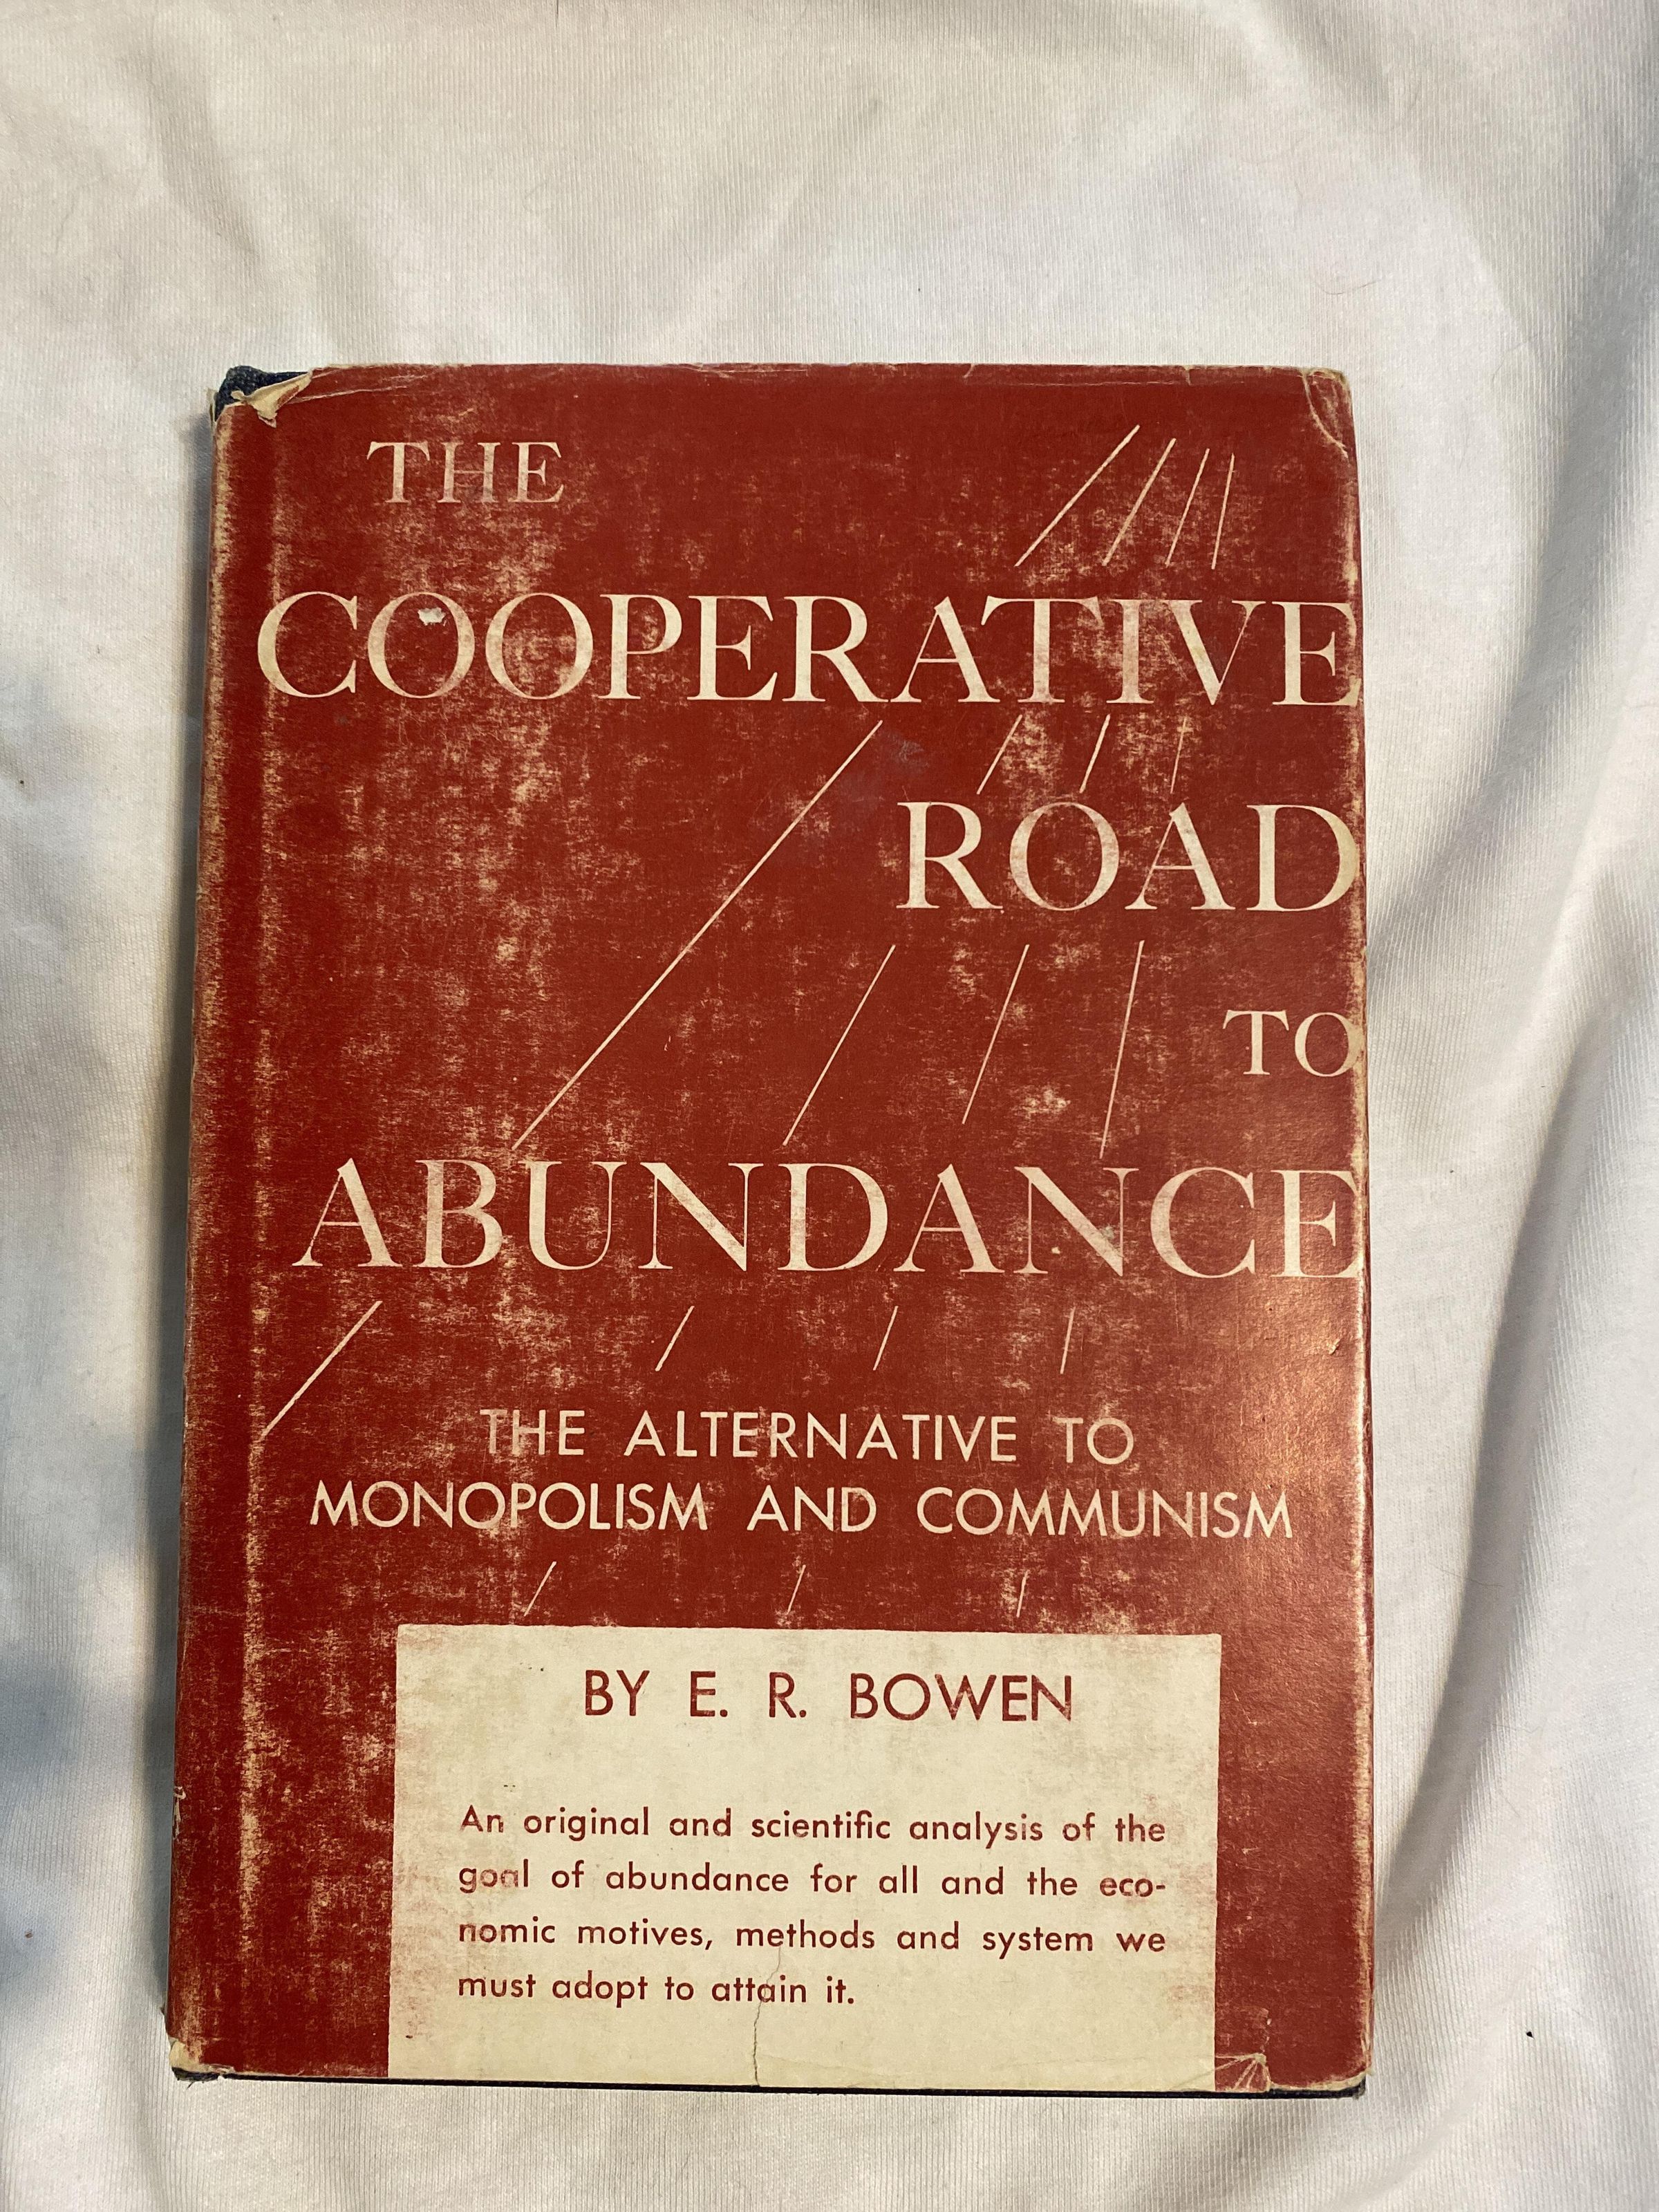 THE
COOPERATIVE
ROAD
TO
ABUNDANCE
THE ALTERNATIVE TO
MONOPOLISM AND COMMUNISM
BY E. R. BOWEN
An original and scientific analysis of the
goal of abundance for all and the eco-
nomic motives, methods and system we
must adopt to attain it.